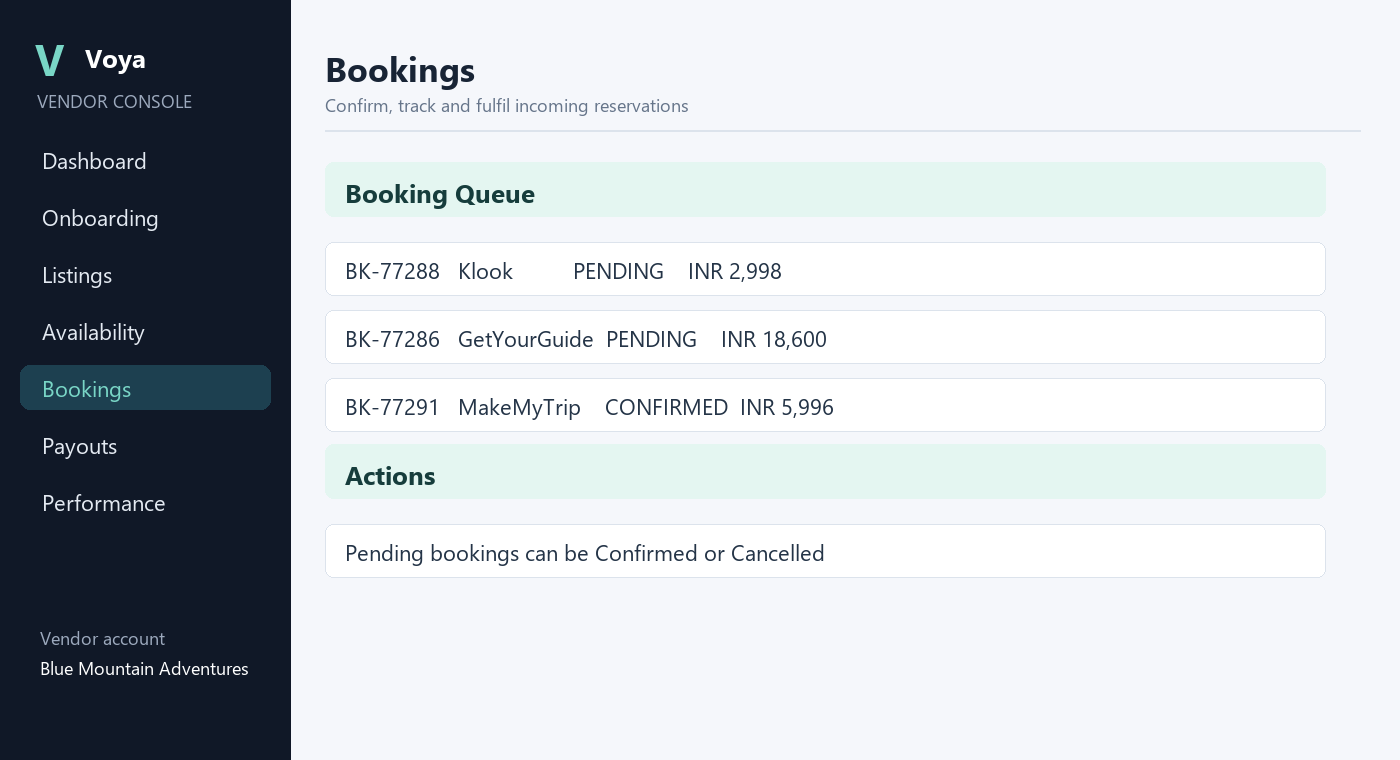 V Voya
VENDOR CONSOLE
Dashboard
Onboarding
Listings
Availability
Bookings
Payouts
Performance
Vendor account
Blue Mountain Adventures
Bookings
Confirm, track and fulfil incoming reservations
Booking Queue
BK-77288 Klook PENDING INR 2,998
BK-77286 GetYourGuide PENDING INR 18,600
BK-77291 MakeMyTrip CONFIRMED INR 5,996
Actions
Pending bookings can be Confirmed or Cancelled